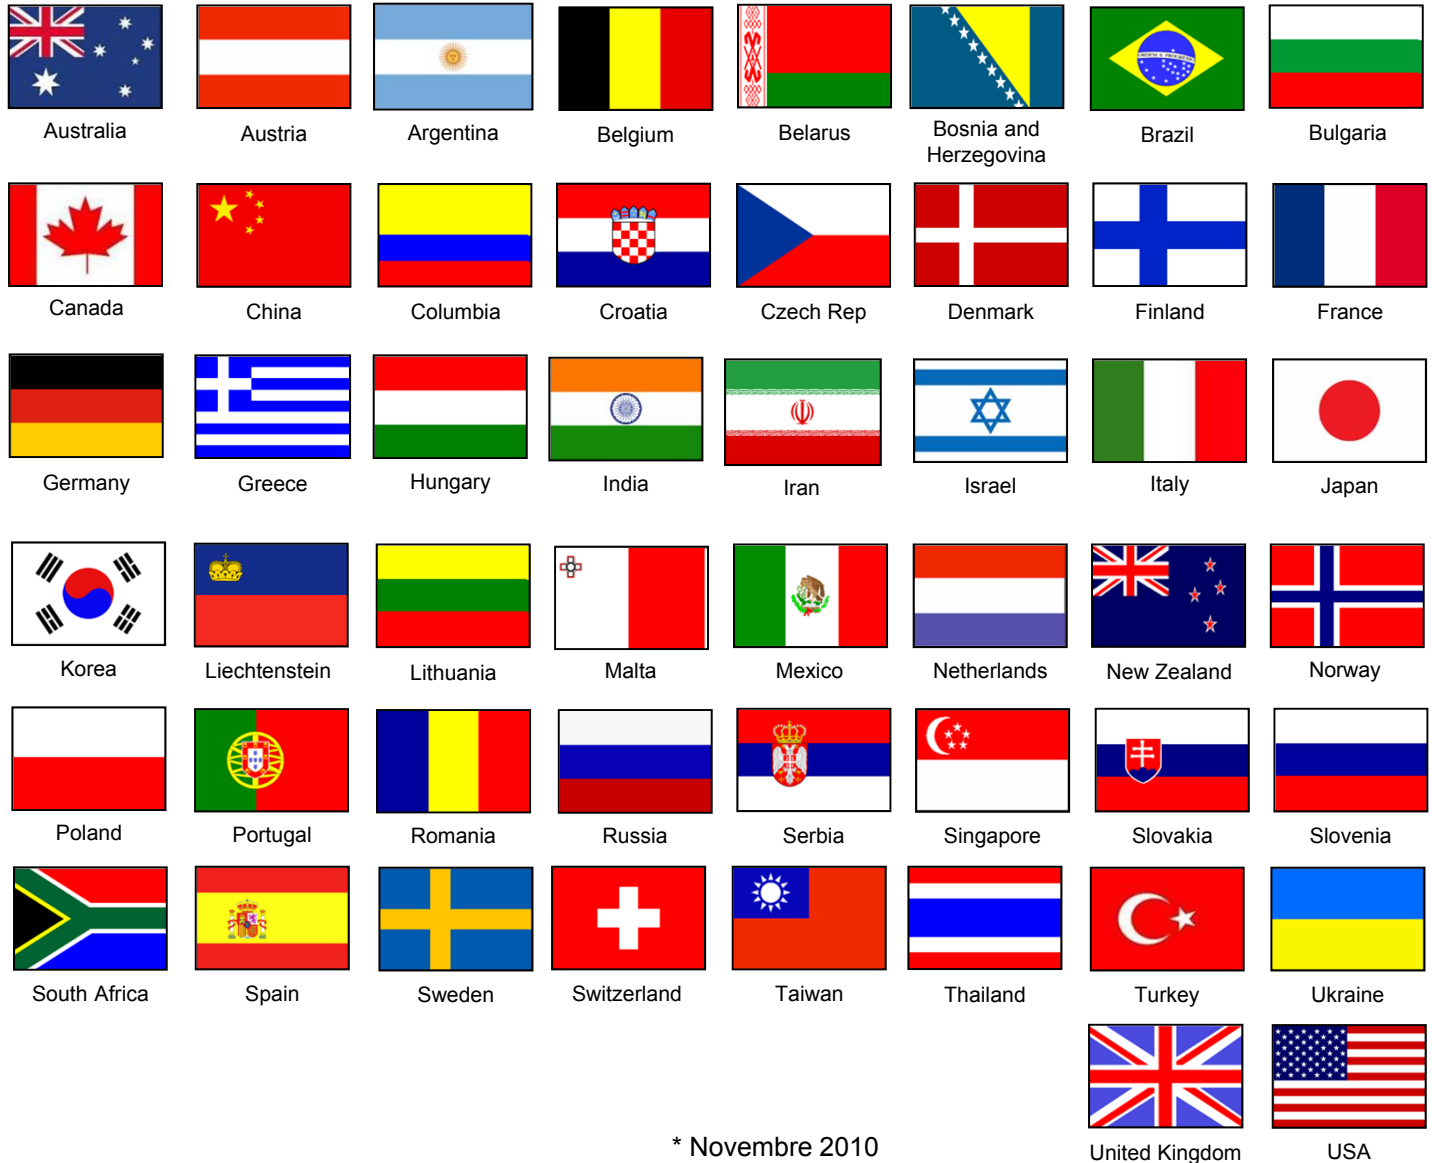 Australia
Austria
Argentina
Belgium
Belarus
Bosnia and
Herzegovina
Brazil
Bulgaria
Canada
China
Columbia
Croatia
Czech Rep
Denmark
Finland
France
Germany
Greece
Hungary
India
Iran
Israel
Italy
Japan
Korea
Liechtenstein
Lithuania
Malta
Mexico
Netherlands
New Zealand
Norway
Poland
Portugal
Romania
Russia
Serbia
Singapore
Slovakia
Slovenia
South Africa
Spain
Sweden
Switzerland
Taiwan
Thailand
Turkey
Ukraine
United Kingdom
USA
* Novembre 2010